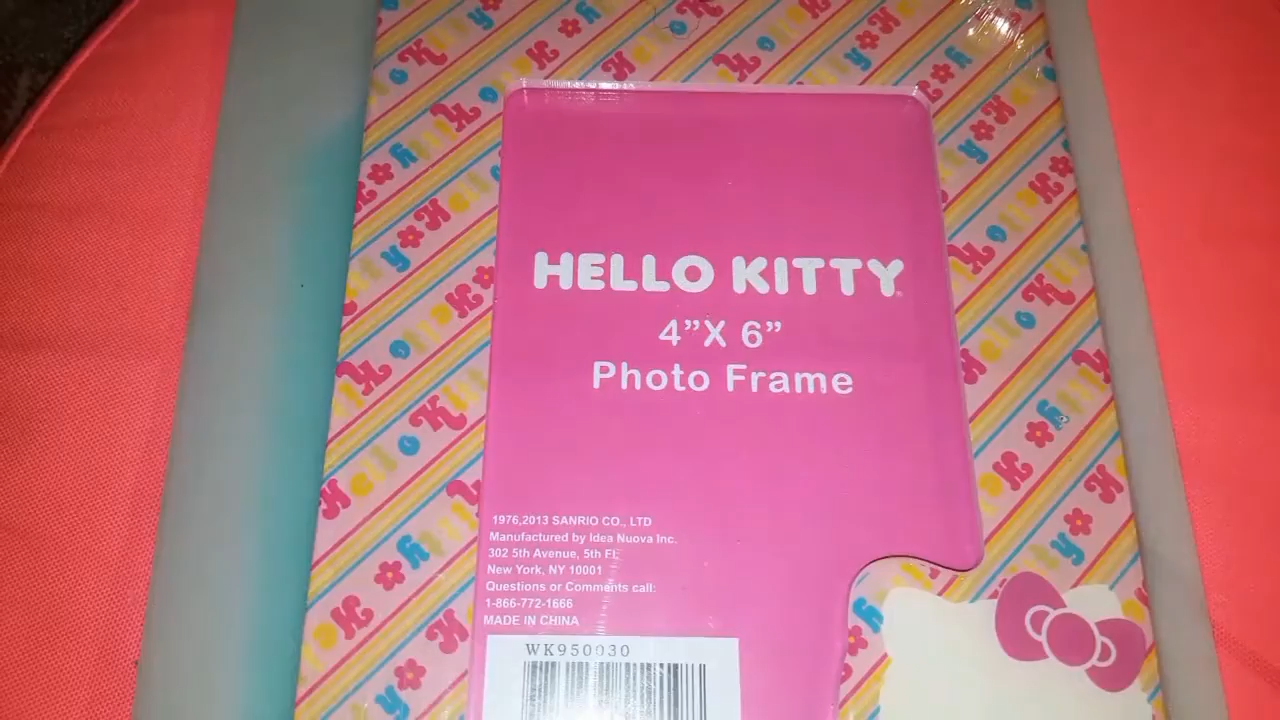 HELLO KITTY
4”X 6”
Photo Frame
1976,2013 SANRIO CO., LTD
Manufactured by Idea Nuova Inc.
302 5th Avenue, 5th FL
New York, NY 10001
Questions or Comments call:
1-866-772-1666
MADE IN CHINA
WK950030